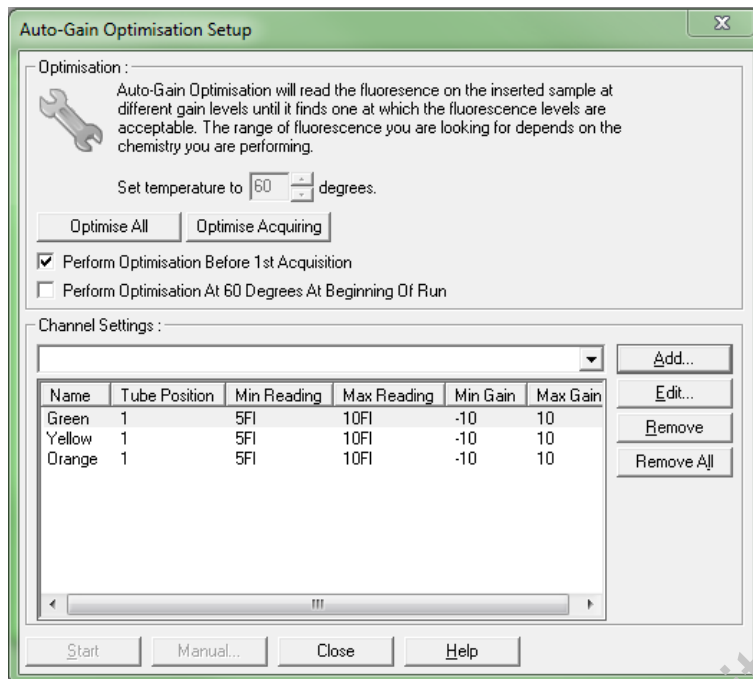 Auto-Gain Optimisation Setup
Optimisation :
Auto-Gain Optimisation will read the fluoresence on the inserted sample at
different gain levels until it finds one at which the fluorescence levels are
acceptable. The range of fluorescence you are looking for depends on the
chemistry you are performing.
Set temperature to 60 degrees.
Optimise All Optimise Acquiring
Perform Optimisation Before 1st Acquisition
Perform Optimisation At 60 Degrees At Beginning Of Run
Channel Settings :
Add...
Name Tube Position Min Reading Max Reading Min Gain Max Gain Edit...
Green 1 5Fl 10Fl -10 10
Yellow 1 5Fl 10Fl -10 10 Remove
Orange 1 5Fl 10Fl -10 10 Remove All
Start Manual... Close Help